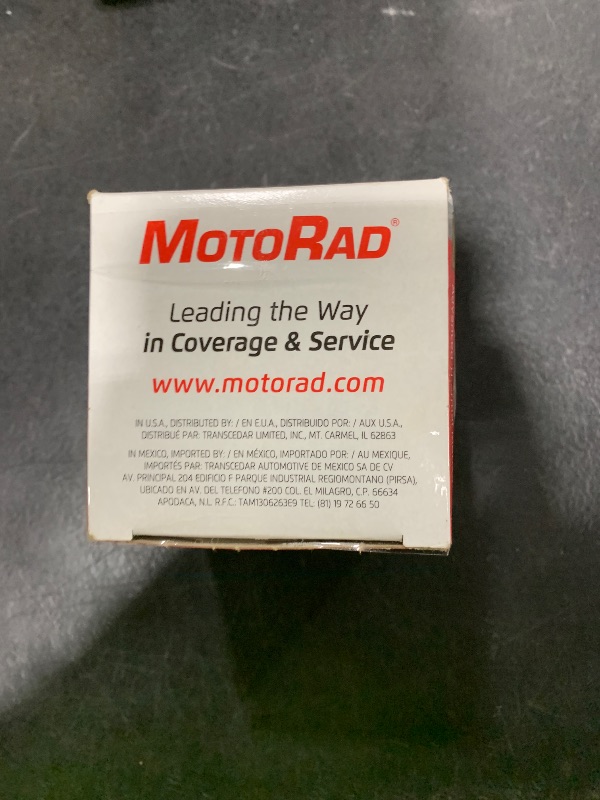 MOTORAD®
Leading the Way
in Coverage & Service
www.motorad.com
IN U.S.A., DISTRIBUTED BY: / EN E.U.A., DISTRIBUIDO POR: / AUX U.S.A.,
DISTRIBUÉ PAR: TRANSCEDAR LIMITED, INC., MT. CARMEL, IL 62863
IN MEXICO, IMPORTED BY: / EN MÉXICO, IMPORTADO POR: / AU MEXIQUE,
IMPORTÉS PAR: TRANSCEDAR AUTOMOTIVE DE MEXICO SA DE CV
AV. PRINCIPAL 204 EDIFICIO F PARQUE INDUSTRIAL REGIOMONTANO (PIRSA),
UBICADO EN AV. DEL TELEFONO #200 COL. EL MILAGRO, C.P. 66634
APODACA, N.L. R.F.C.: TAM1306263E9 TEL: (81) 19 72 66 50